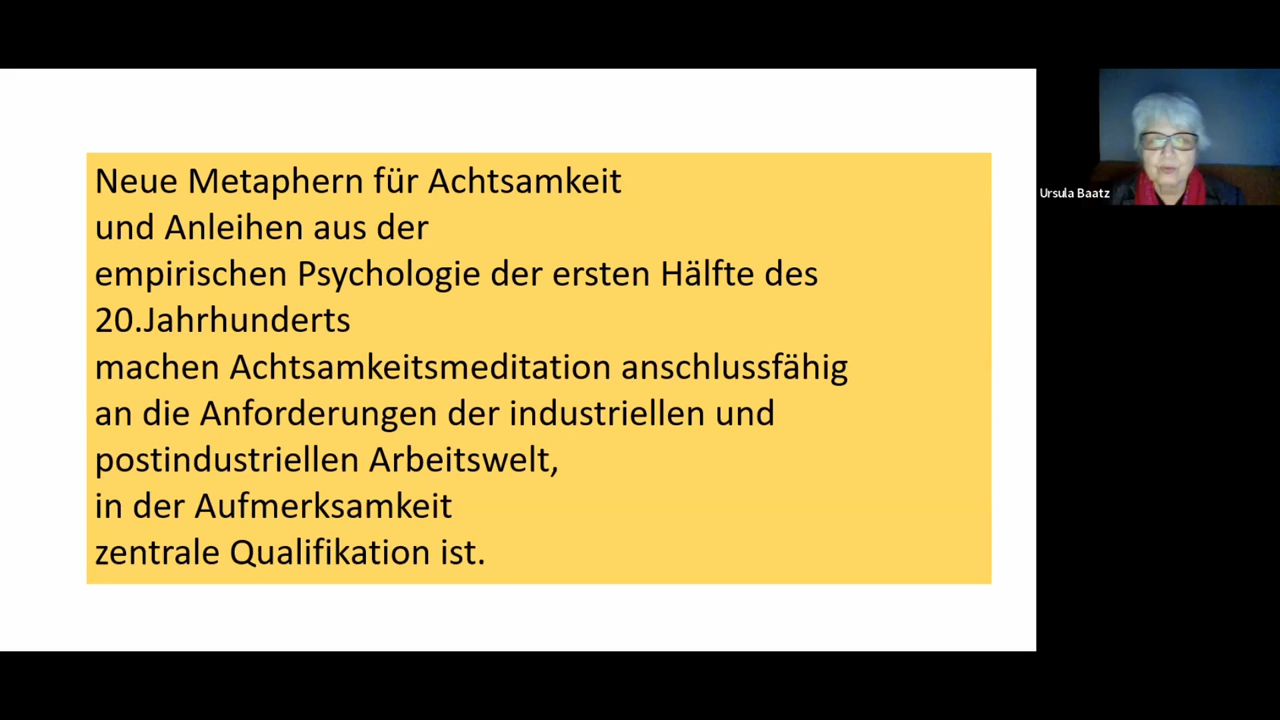 Neue Metaphern für Achtsamkeit
und Anleihen aus der
empirischen Psychologie der ersten Hälfte des
20.Jahrhunderts
machen Achtsamkeitsmeditation anschlussfähig
an die Anforderungen der industriellen und
postindustriellen Arbeitswelt,
in der Aufmerksamkeit
zentrale Qualifikation ist.
Ursula Baatz